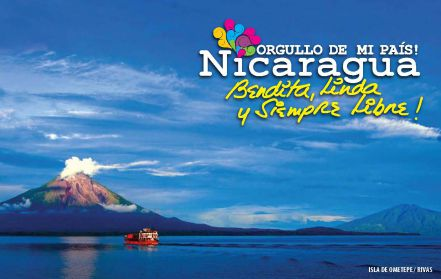 ORGULLO DE MI PAÍS!
Nicaragua
Bendita, Linda
y Siempre Libre!
ISLA DE OMETEPE/ RIVAS